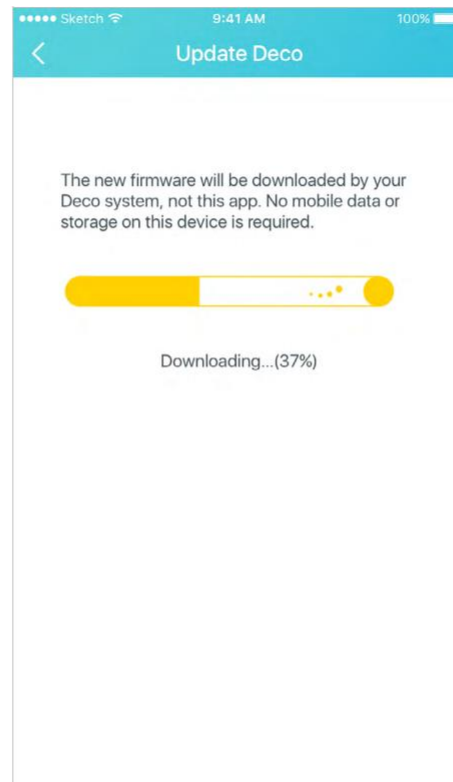 Sketch 9:41 AM 100%
Update Deco
The new firmware will be downloaded by your
Deco system, not this app. No mobile data or
storage on this device is required.
Downloading...(37%)